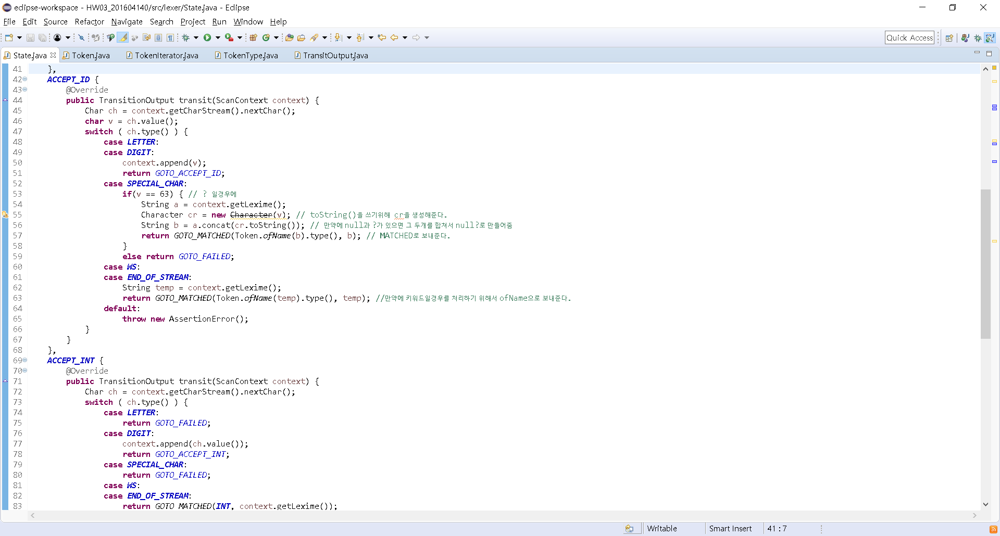 eclipse-workspace - HW03_201604140/src/lexer/State.java - Eclipse
File Edit Source Refactor Navigate Search Project Run Window Help
Quick Access
State.java Token.java TokenIterator.java TokenType.java TransitOutput.java
41 },
42 ACCEPT_ID {
43 @Override
44 public TransitionOutput transit(ScanContext context) {
45 Char ch = context.getCharStream().nextChar();
46 char v = ch.value();
47 switch ( ch.type() ) {
48 case LETTER:
49 case DIGIT:
50 context.append(v);
51 return GOTO_ACCEPT_ID;
52 case SPECIAL_CHAR:
53 if(v == 63) { // ? 일경우에
54 String a = context.getLexime();
55 Character cr = new Character(v); // toString()을 쓰기위해 cr을 생성해준다.
56 String b = a.concat(cr.toString()); // 만약에 null과 ?가 있으면 그 두개를 합쳐서 null?로 만들어줌
57 return GOTO_MATCHED(Token.ofName(b).type(), b); // MATCHED로 보내준다.
58 }
59 else return GOTO_FAILED;
60 case WS:
61 case END_OF_STREAM:
62 String temp = context.getLexime();
63 return GOTO_MATCHED(Token.ofName(temp).type(), temp); //만약에 키워드일경우를 처리하기 위해서 ofName으로 보내준다.
64 default:
65 throw new AssertionError();
66 }
67 }
68 },
69 ACCEPT_INT {
70 @Override
71 public TransitionOutput transit(ScanContext context) {
72 Char ch = context.getCharStream().nextChar();
73 switch ( ch.type() ) {
74 case LETTER:
75 return GOTO_FAILED;
76 case DIGIT:
77 context.append(ch.value());
78 return GOTO_ACCEPT_INT;
79 case SPECIAL_CHAR:
80 return GOTO_FAILED;
81 case WS:
82 case END_OF_STREAM:
83 return GOTO_MATCHED(INT, context.getLexime());
Writable Smart Insert 41 : 7